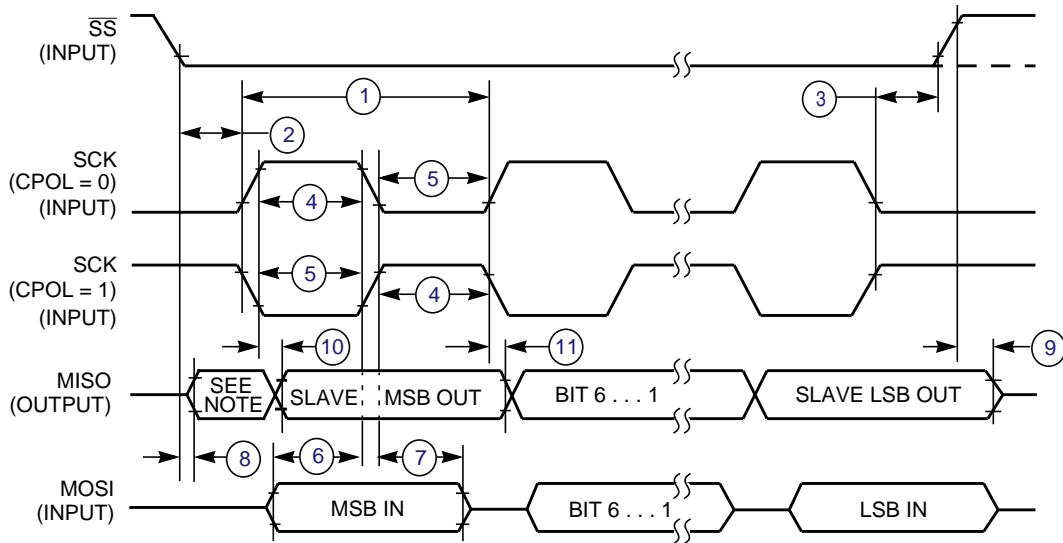 SS
(INPUT)
1
3
2
SCK
(CPOL = 0)
(INPUT)
4
5
SCK
(CPOL = 1)
(INPUT)
5
4
10
11
9
MISO
(OUTPUT)
SEE
NOTE
SLAVE
MSB OUT
BIT 6 . . . 1
SLAVE LSB OUT
8
6
7
MOSI
(INPUT)
MSB IN
BIT 6 . . . 1
LSB IN